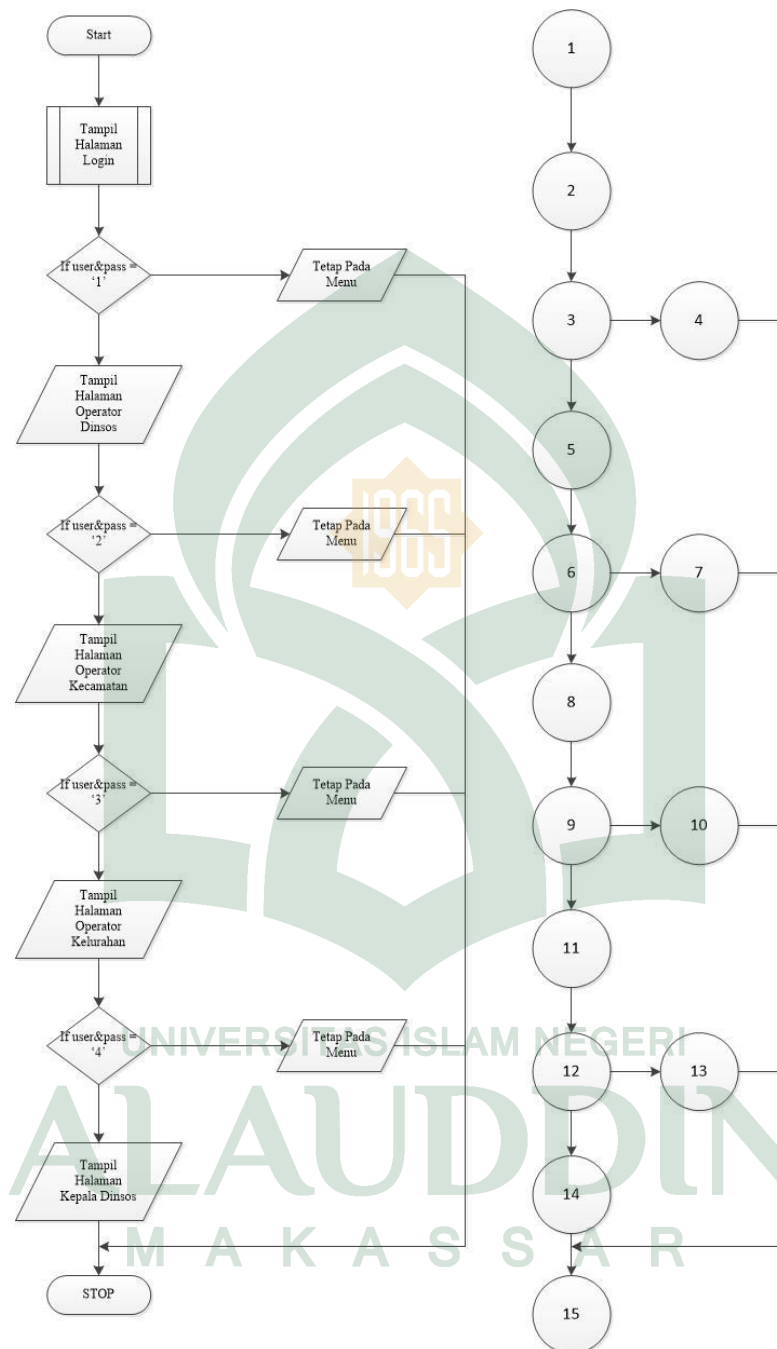 Start
Tampil
Halaman
Login
If user&pass =
‘1’
Tetap Pada
Menu
Tampil
Halaman
Operator
Dinsos
If user&pass =
‘2’
Tetap Pada
Menu
Tampil
Halaman
Operator
Kecamatan
If user&pass =
‘3’
Tetap Pada
Menu
Tampil
Halaman
Operator
Kelurahan
If user&pass =
‘4’
Tetap Pada
Menu
Tampil
Halaman
Kepala Dinsos
STOP
1
2
3
4
5
6
7
8
9
10
11
12
13
14
15
1965
UNIVERSITAS ISLAM NEGERI
ALAUDDIN
MAKASSAR